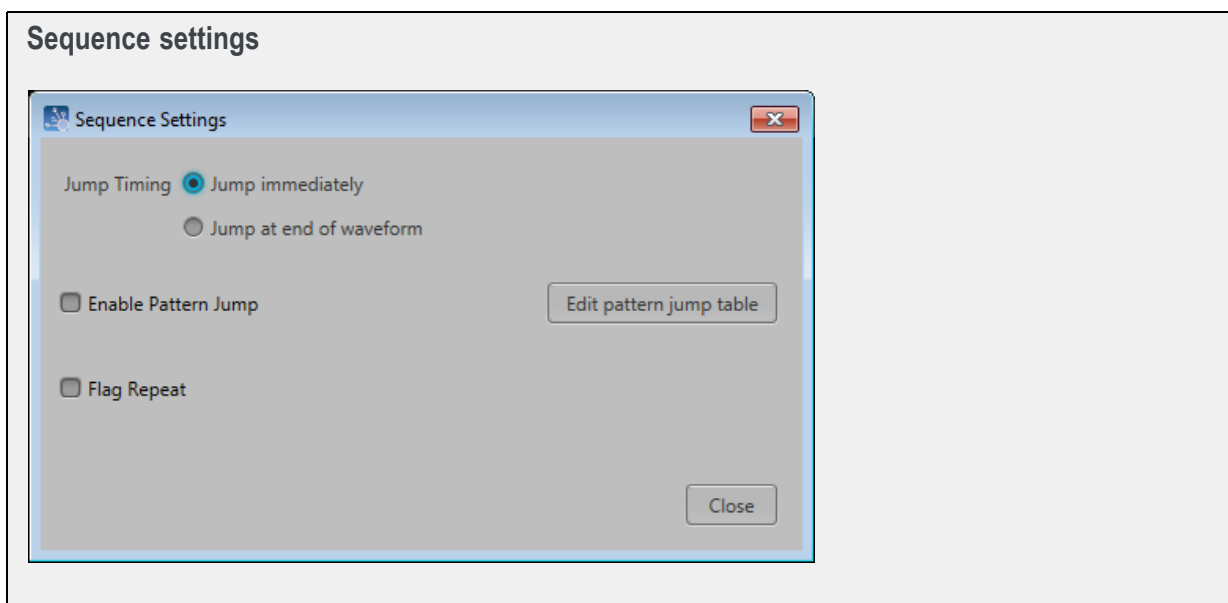 Sequence settings
Sequence Settings
Jump Timing Jump immediately
Jump at end of waveform
Enable Pattern Jump Edit pattern jump table
Flag Repeat
Close